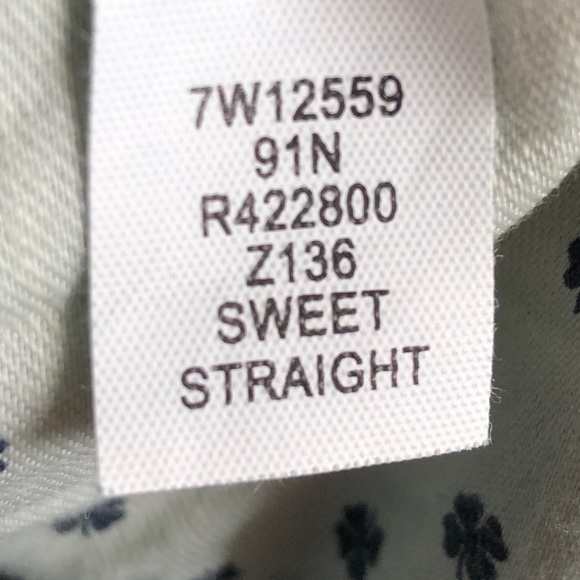 7W12559
91N
R422800
Z136
SWEET
STRAIGHT